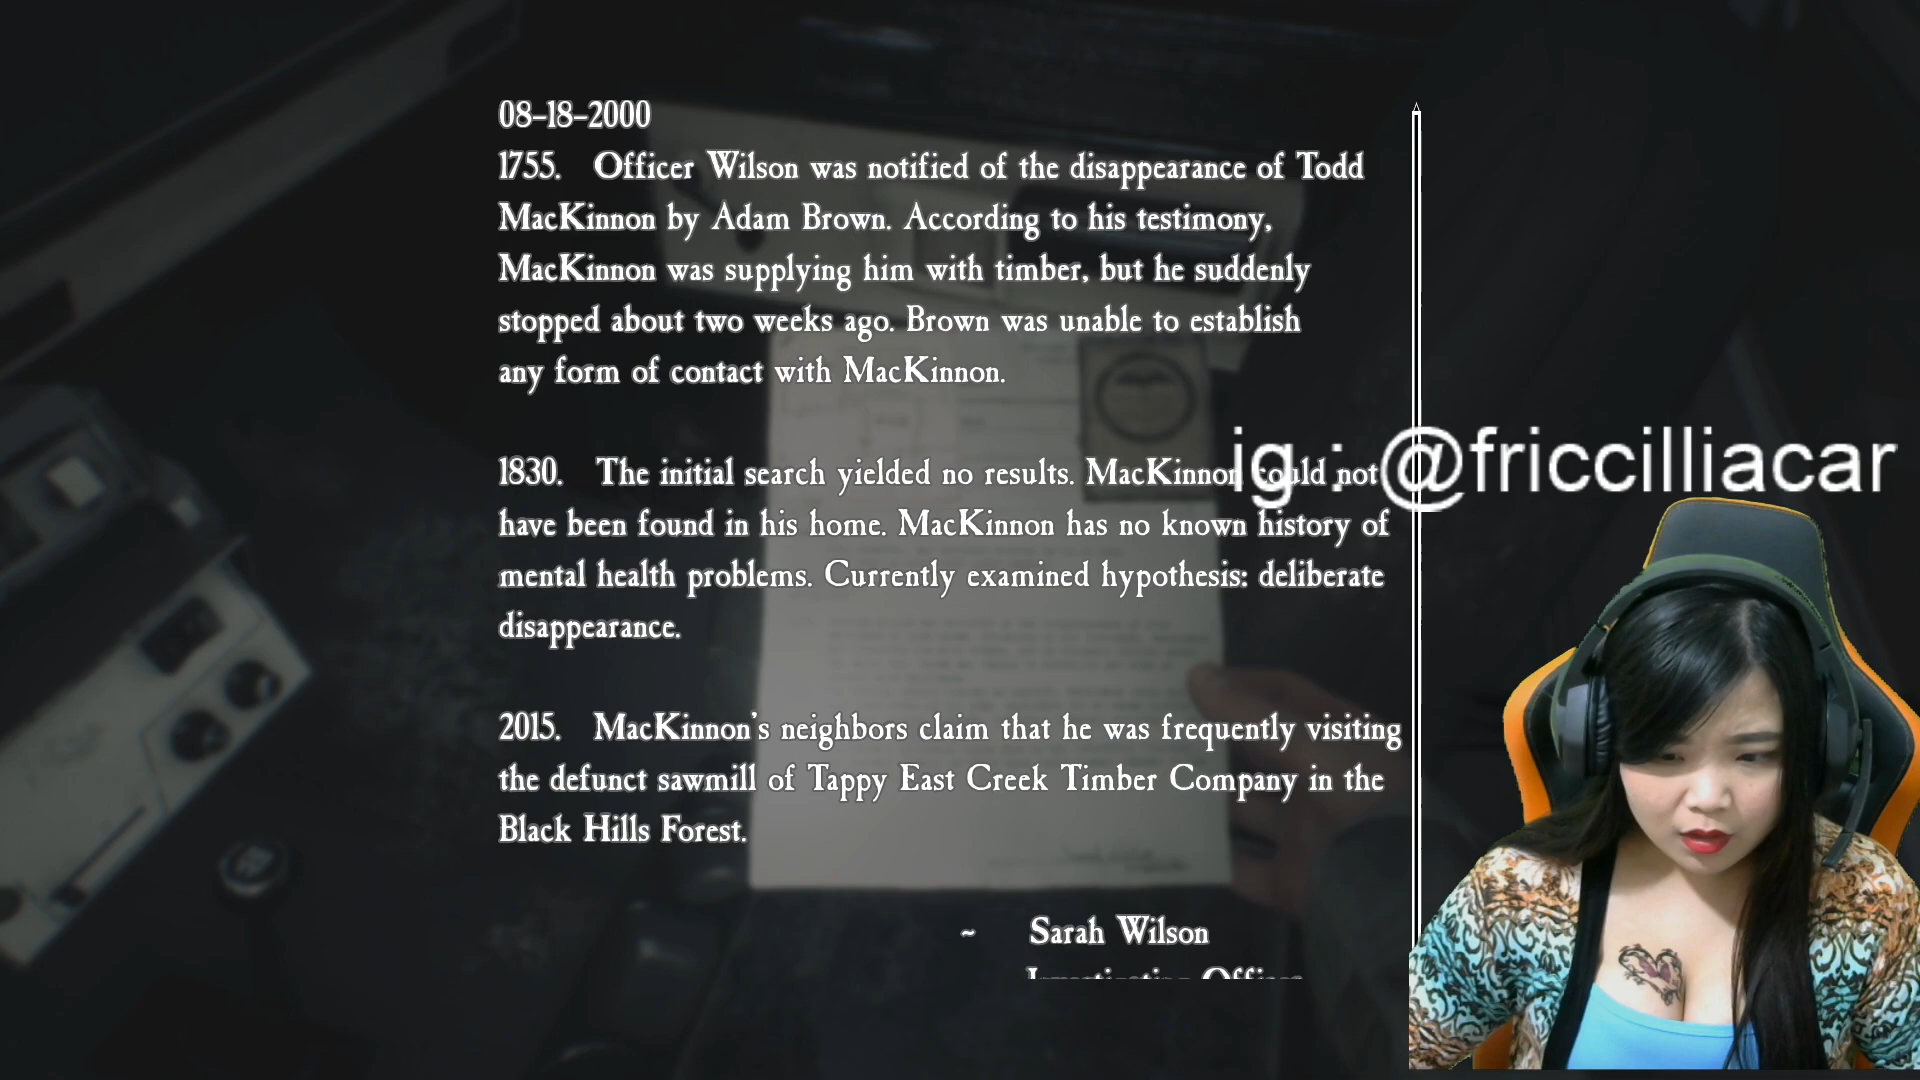 08-18-2000
1755. Officer Wilson was notified of the disappearance of Todd
MacKinnon by Adam Brown. According to his testimony,
MacKinnon was supplying him with timber, but he suddenly
stopped about two weeks ago. Brown was unable to establish
any form of contact with MacKinnon.
1830. The initial search yielded no results. MacKinnon could not
have been found in his home. MacKinnon has no known history of
mental health problems. Currently examined hypothesis: deliberate
disappearance.
2015. MacKinnon's neighbors claim that he was frequently visiting
the defunct sawmill of Tappy East Creek Timber Company in the
Black Hills Forest.
~ Sarah Wilson
Investigating Officer
ig : @friccilliacar